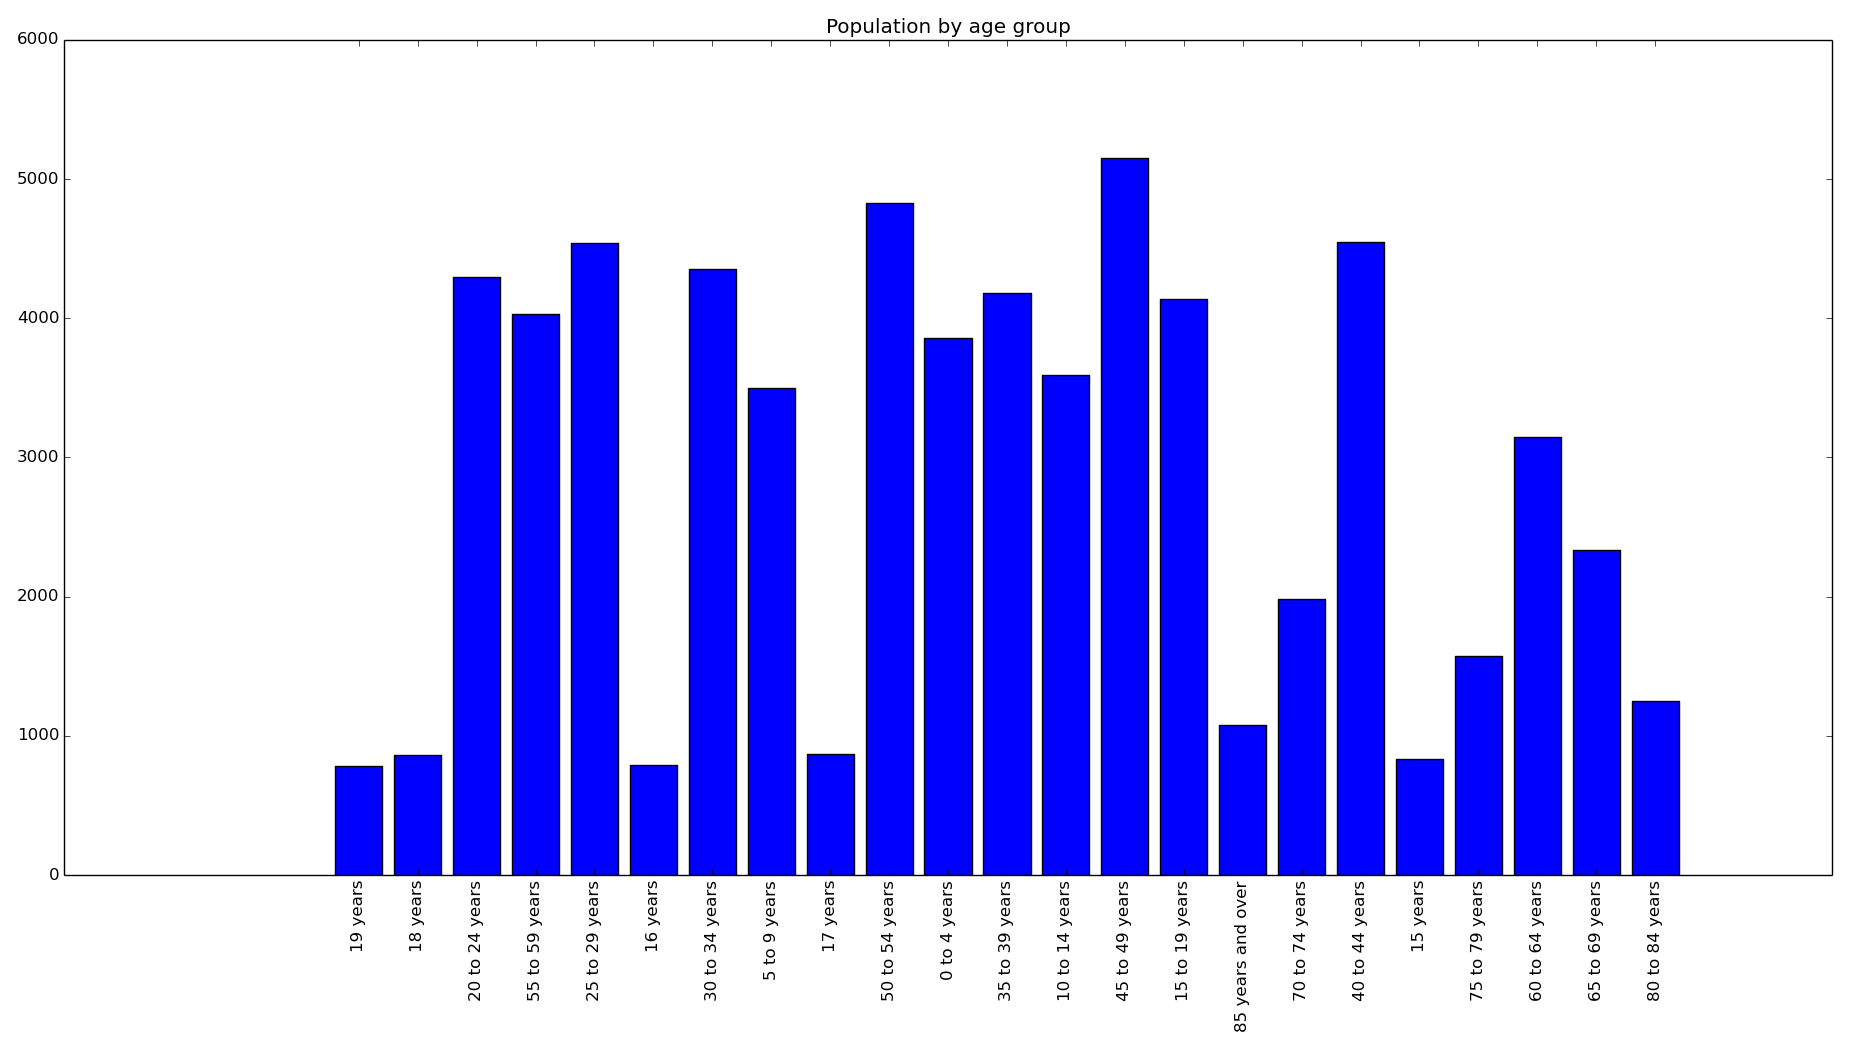 Population by age group
6000
5000
4000
3000
2000
1000
0
19 years
18 years
20 to 24 years
55 to 59 years
25 to 29 years
16 years
30 to 34 years
5 to 9 years
17 years
50 to 54 years
0 to 4 years
35 to 39 years
10 to 14 years
45 to 49 years
15 to 19 years
85 years and over
70 to 74 years
40 to 44 years
15 years
75 to 79 years
60 to 64 years
65 to 69 years
80 to 84 years